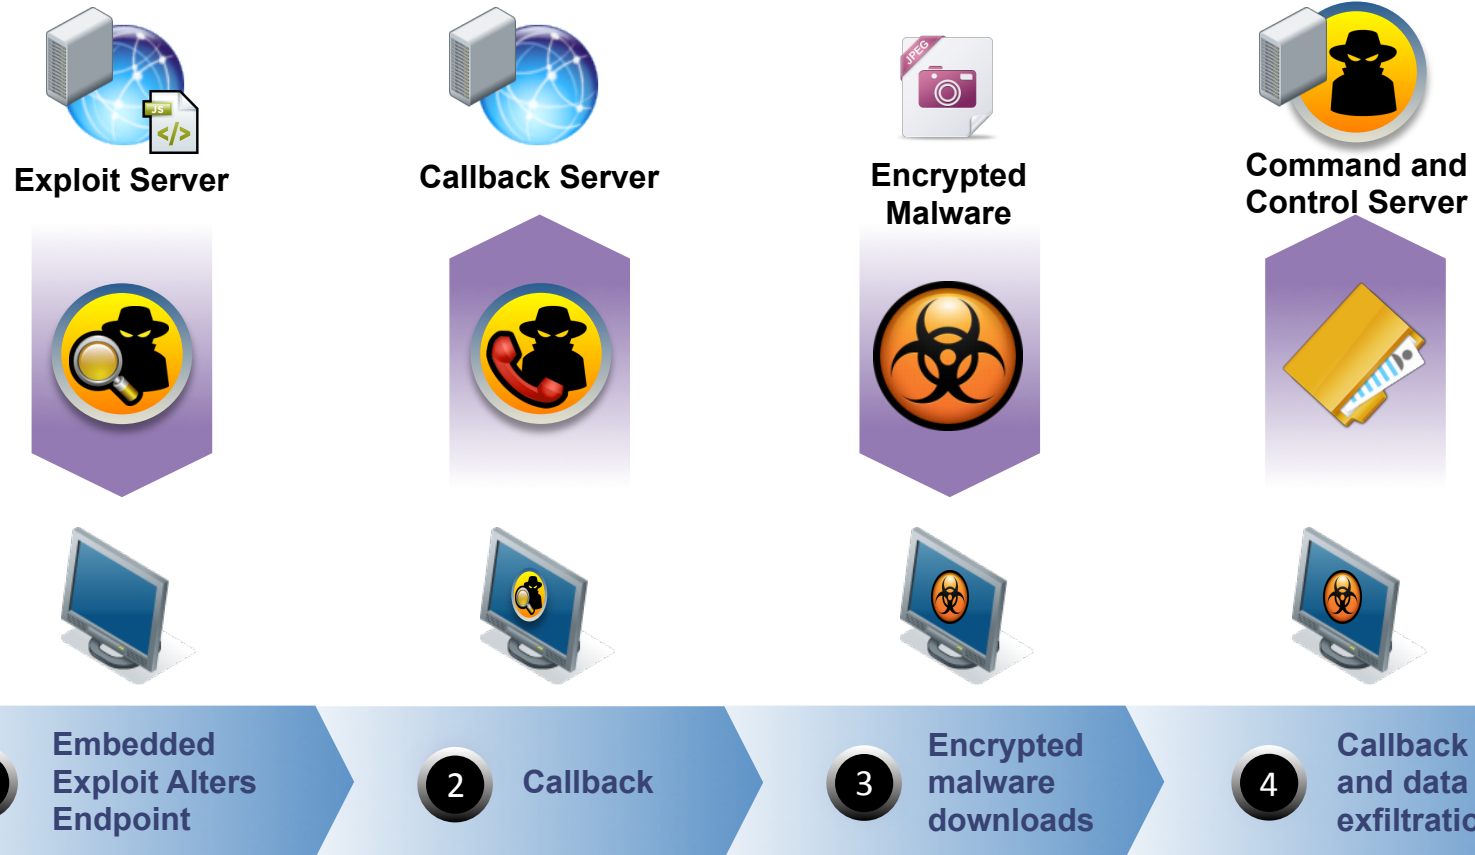 JS
</>
JPEG
Exploit Server
Callback Server
Encrypted
Malware
Command and
Control Server
Embedded
Exploit Alters
Endpoint
2
Callback
3
Encrypted
malware
downloads
4
Callback
and data
exfiltratio